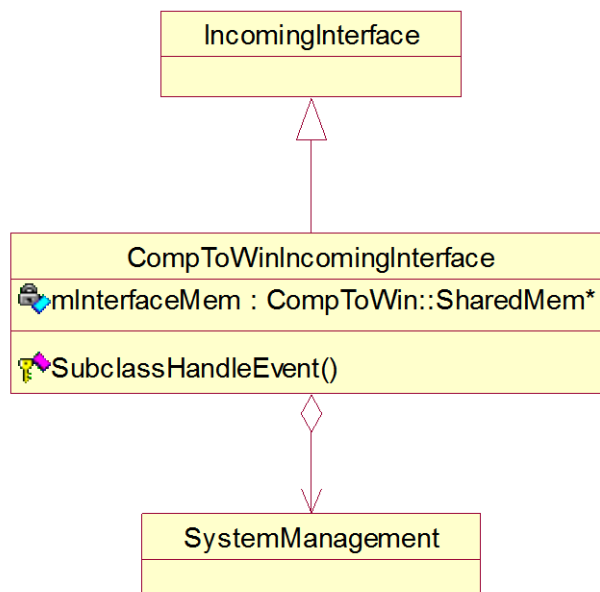 IncomingInterface
CompToWinIncomingInterface
mInterfaceMem : CompToWin::SharedMem*
SubclassHandleEvent()
SystemManagement